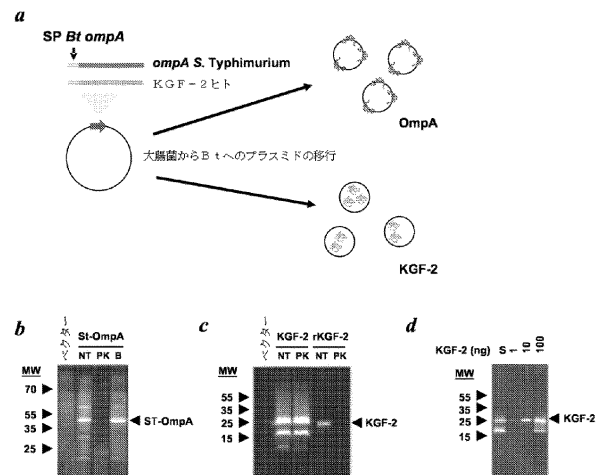 a
SP Bt ompA
ompA S. Typhimurium
KGF-2ヒト
OmpA
大腸菌からBtへのプラスミドの移行
KGF-2
b
ベクター
St-OmpA
NT PK B
MW
70
55
35
25
ST-OmpA
c
ベクター
KGF-2 rKGF-2
NT PK NT PK
MW
55
35
25
15
KGF-2
d
KGF-2 (ng) S 1 10 100
MW
55
35
25
15
KGF-2